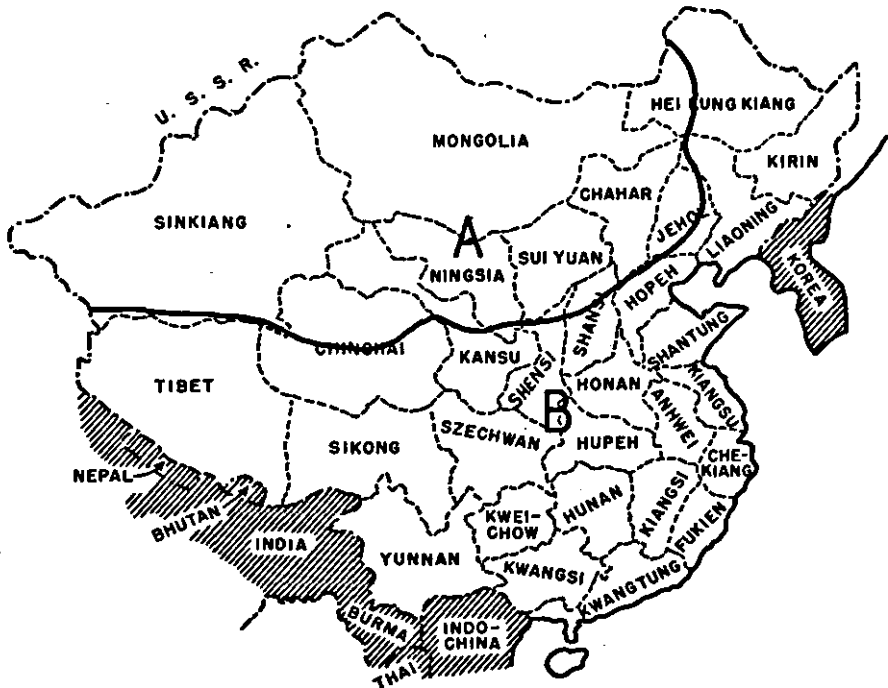 U. S. S. R.
HEI LUNG KIANG
MONGOLIA
KIRIN
CHAHAR
SINKIANG
JEHO
LIAONING
A
SUI YUAN
NINGSIA
HOPEH
KOREA
SHANSI
CHINGHAI
KANSU
SHANTUNG
TIBET
SHENSI
HONAN
KIANGSU
ANHWEI
B
SZECHWAN
HUPEH
SIKONG
CHE-
KIANG
NEPAL
KWEI-
CHOW
HUNAN
KIANGSI
FUKIEN
BHUTAN
INDIA
YUNNAN
KWANGSI
KWANGTUNG
BURMA
INDO-
CHINA
THAI